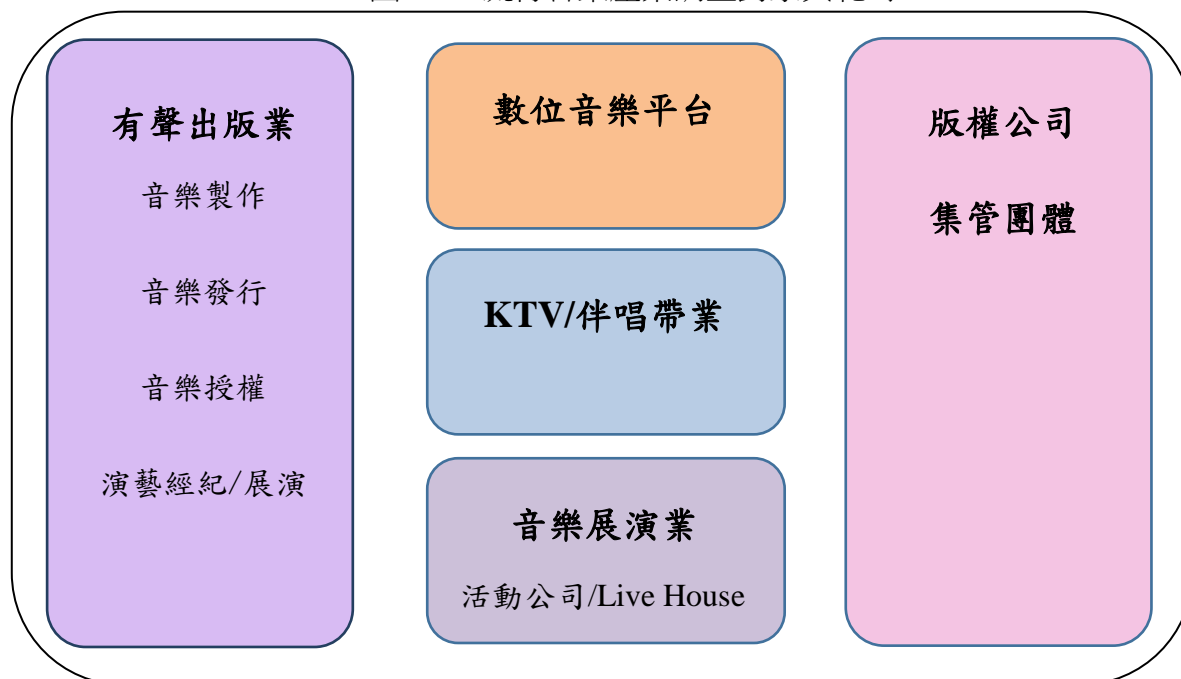 有聲出版業
音樂製作
音樂發行
音樂授權
演藝經紀/展演
數位音樂平台
KTV/伴唱帶業
音樂展演業
活動公司/Live House
版權公司
集管團體